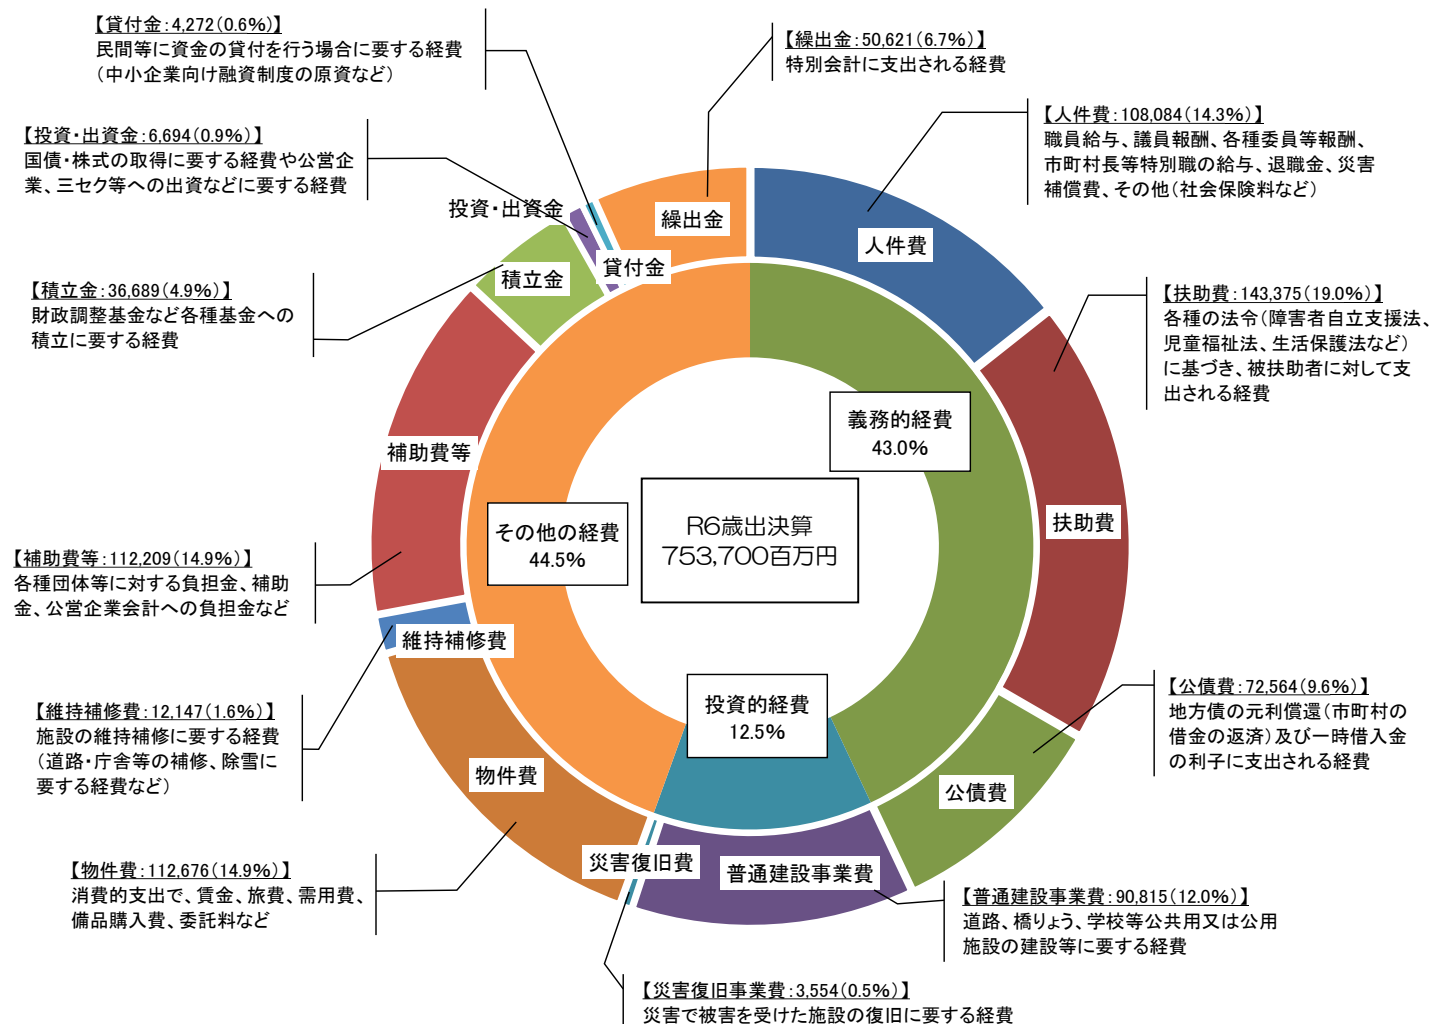 【貸付金:4,272(0.6%)】
民間等に資金の貸付を行う場合に要する経費
(中小企業向け融資制度の原資など)
【繰出金:50,621(6.7%)】
特別会計に支出される経費
【人件費:108,084(14.3%)】
職員給与、議員報酬、各種委員等報酬、
市町村長等特別職の給与、退職金、災害
補償費、その他(社会保険料など)
【投資・出資金:6,694(0.9%)】
国債・株式の取得に要する経費や公営企
業、三セク等への出資などに要する経費
投資・出資金
繰出金
人件費
貸付金
積立金
【積立金:36,689(4.9%)】
財政調整基金など各種基金への
積立に要する経費
【扶助費:143,375(19.0%)】
各種の法令(障害者自立支援法、
児童福祉法、生活保護法など)
に基づき、被扶助者に対して支
出される経費
義務的経費
43.0%
補助費等
その他の経費
44.5%
R6歳出決算
753,700百万円
扶助費
【補助費等:112,209(14.9%)】
各種団体等に対する負担金、補助
金、公営企業会計への負担金など
維持補修費
【維持補修費:12,147(1.6%)】
施設の維持補修に要する経費
(道路・庁舎等の補修、除雪に
要する経費など)
投資的経費
12.5%
【公債費:72,564(9.6%)】
地方債の元利償還(市町村の
借金の返済)及び一時借入金
の利子に支出される経費
物件費
公債費
災害復旧費
普通建設事業費
【物件費:112,676(14.9%)】
消費的支出で、賃金、旅費、需用費、
備品購入費、委託料など
【普通建設事業費:90,815(12.0%)】
道路、橋りょう、学校等公共用又は公用
施設の建設等に要する経費
【災害復旧事業費:3,554(0.5%)】
災害で被害を受けた施設の復旧に要する経費